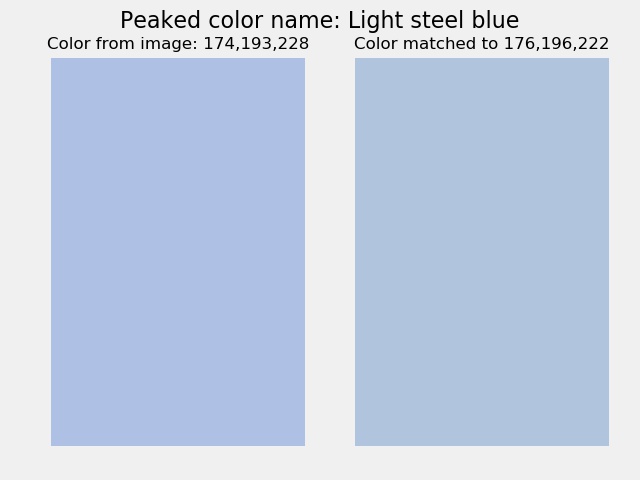 Peaked color name: Light steel blue
Color from image: 174,193,228
Color matched to 176,196,222